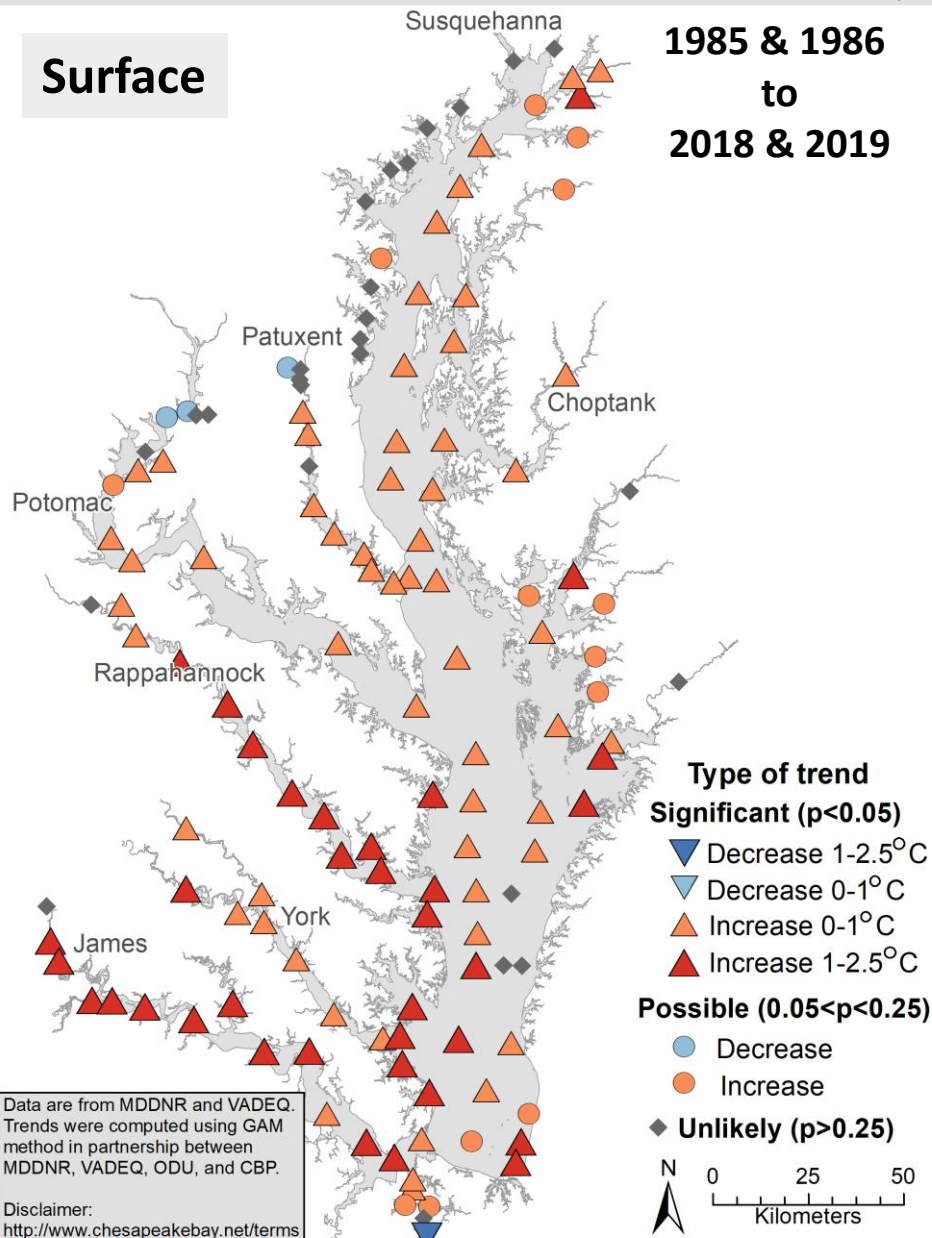 Susquehanna
Surface
1985 & 1986
to
2018 & 2019
Patuxent
Choptank
Potomac
Rappahannock
York
James
Type of trend
Significant (p<0.05)
Decrease 1-2.5°C
Decrease 0-1°C
Increase 0-1°C
Increase 1-2.5°C
Possible (0.05<p<0.25)
Decrease
Increase
Unlikely (p>0.25)
N
0 25 50
Kilometers
Data are from MDDNR and VADEQ.
Trends were computed using GAM
method in partnership between
MDDNR, VADEQ, ODU, and CBP.
Disclaimer:
http://www.chesapeakebay.net/terms